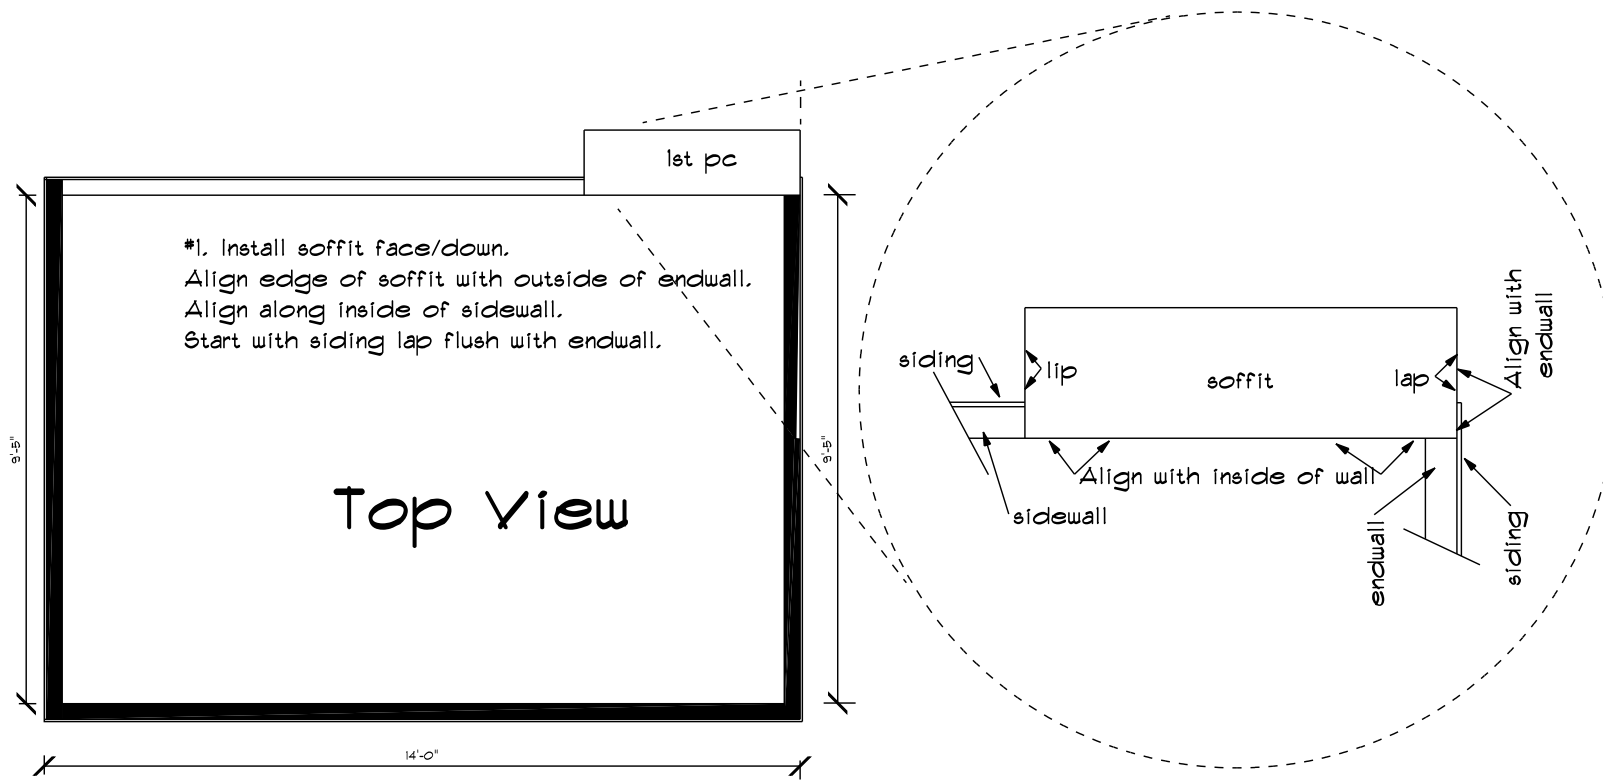 1st pc
#1. Install soffit face/down.
Align edge of soffit with outside of endwall.
Align along inside of sidewall.
Start with siding lap flush with endwall.
Top View
9'-5"
9'-5"
14'-0"
siding
lip
soffit
lap
Align with
endwall
Align with inside of wall
sidewall
endwall
siding